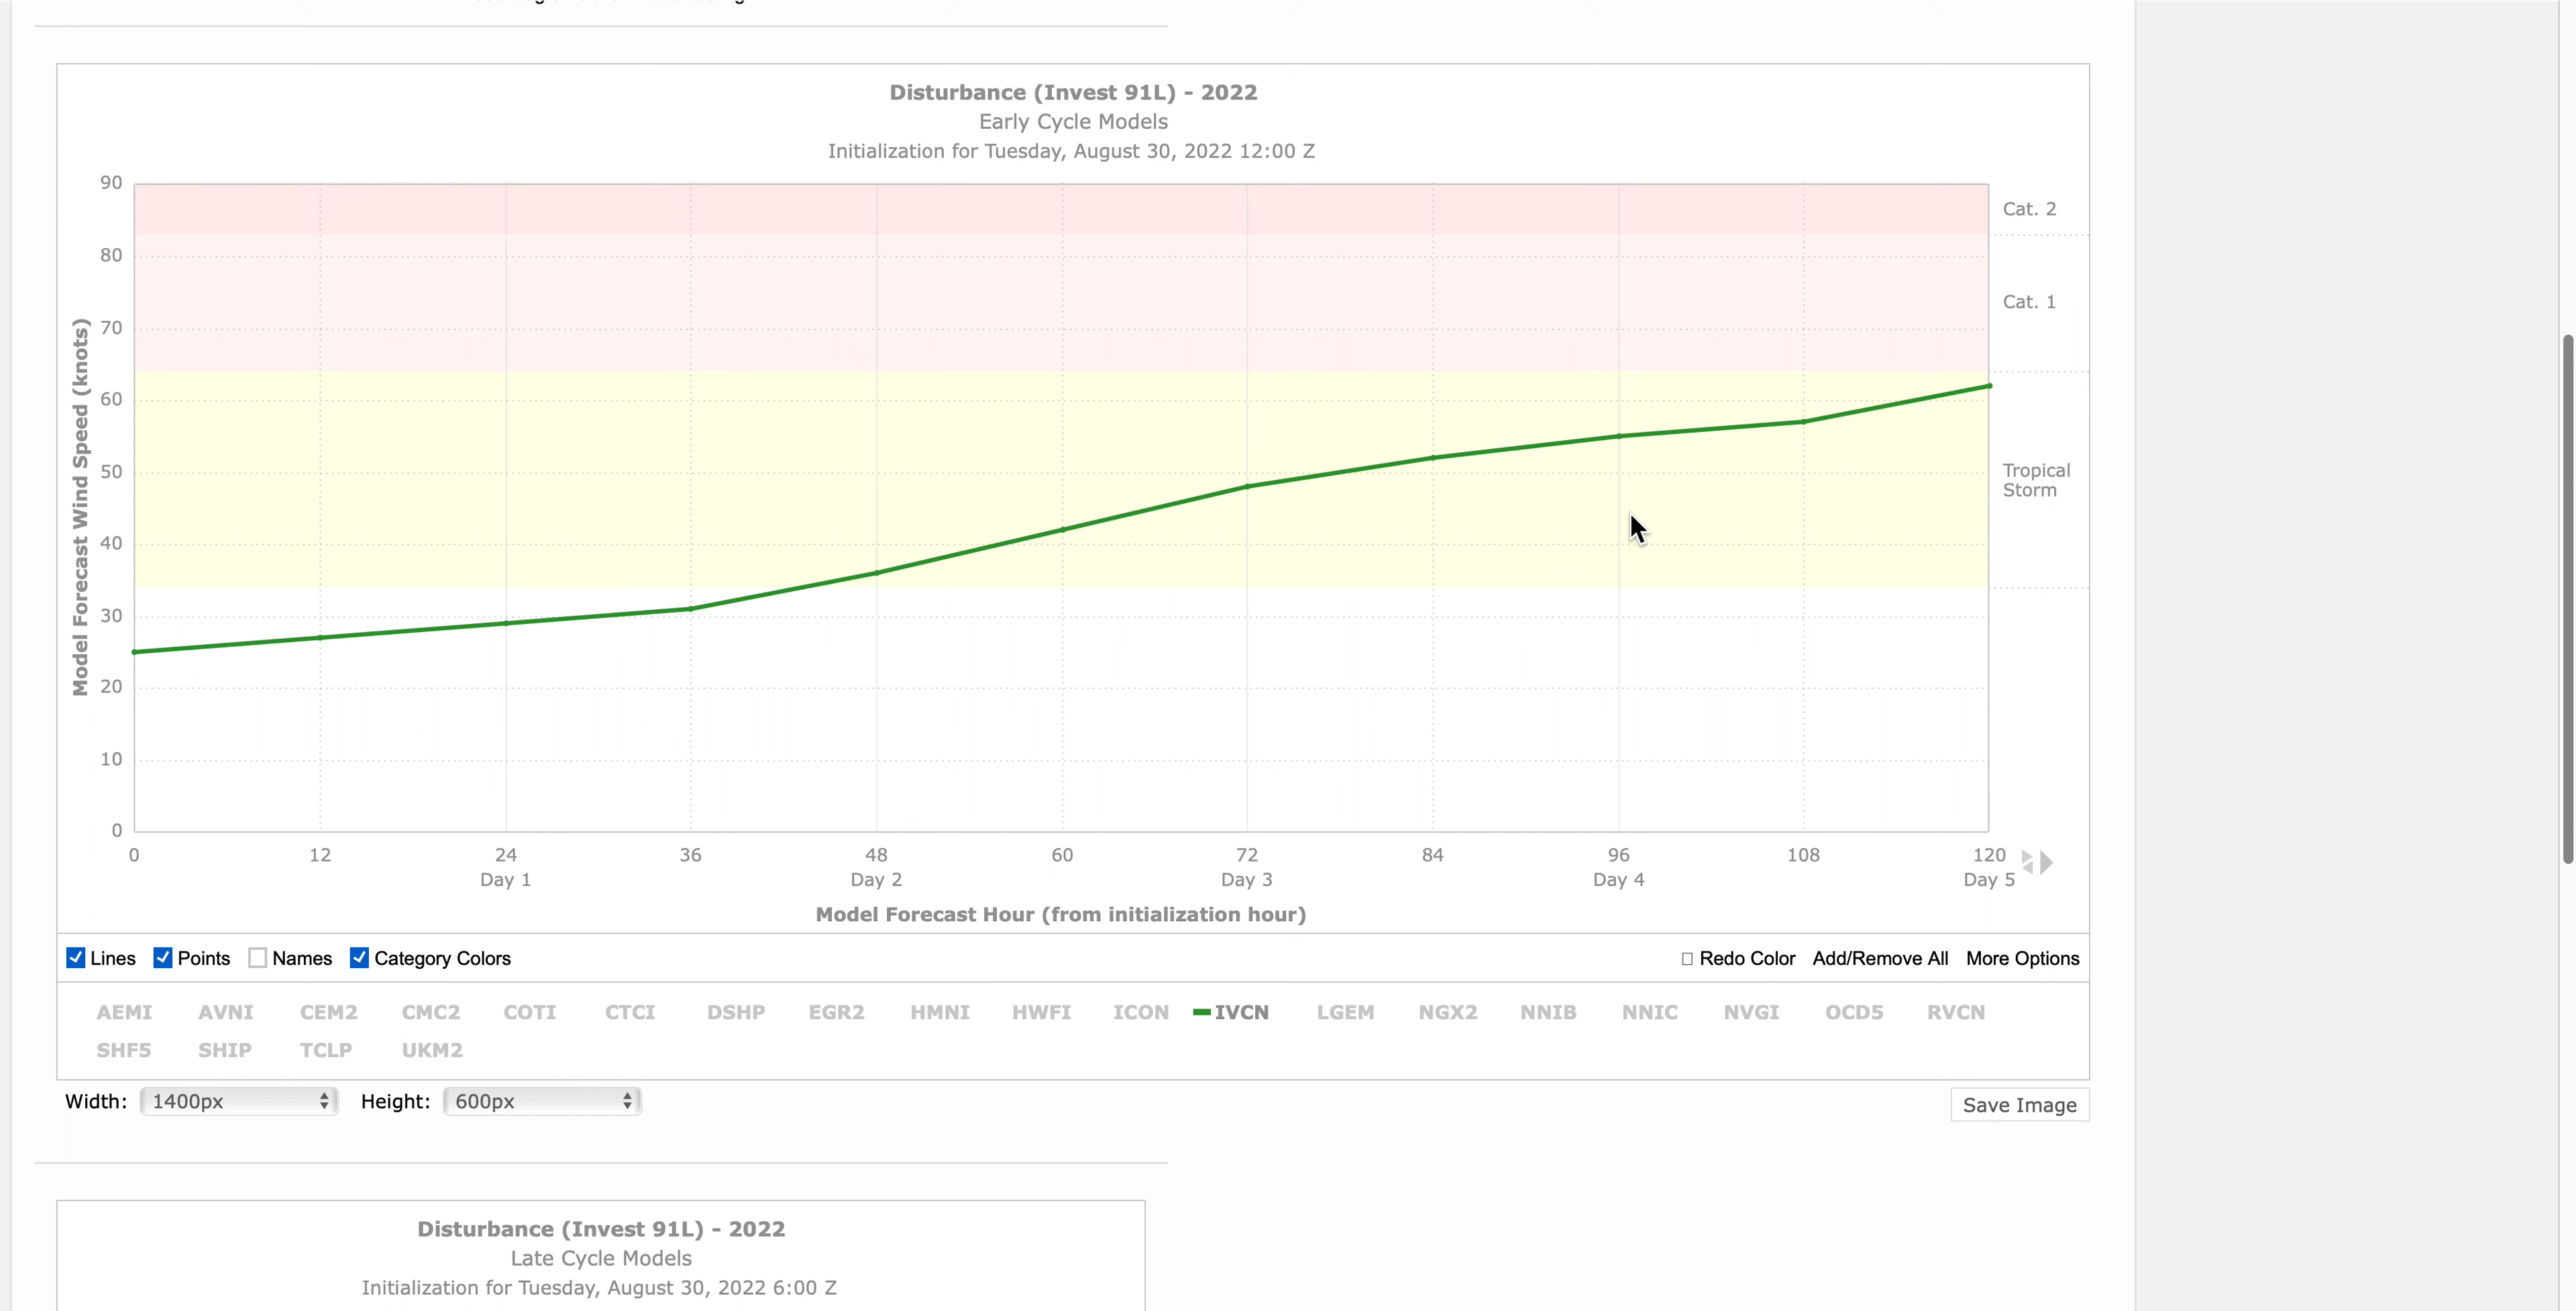 Disturbance (Invest 91L) - 2022
Early Cycle Models
Initialization for Tuesday, August 30, 2022 12:00 Z
Model Forecast Wind Speed (knots)
90
80
70
60
50
40
30
20
10
0
Cat. 2
Cat. 1
Tropical
Storm
0 12 24 36 48 60 72 84 96 108 120
Day 1 Day 2 Day 3 Day 4 Day 5
Model Forecast Hour (from initialization hour)
Lines Points Names Category Colors Redo Color Add/Remove All More Options
AEMI AVNI CEM2 CMC2 COTI CTCI DSHP EGR2 HMNI HWFI ICON IVCN LGEM NGX2 NNIB NNIC NVGI OCD5 RVCN
SHF5 SHIP TCLP UKM2
Width: 1400px Height: 600px Save Image
Disturbance (Invest 91L) - 2022
Late Cycle Models
Initialization for Tuesday, August 30, 2022 6:00 Z